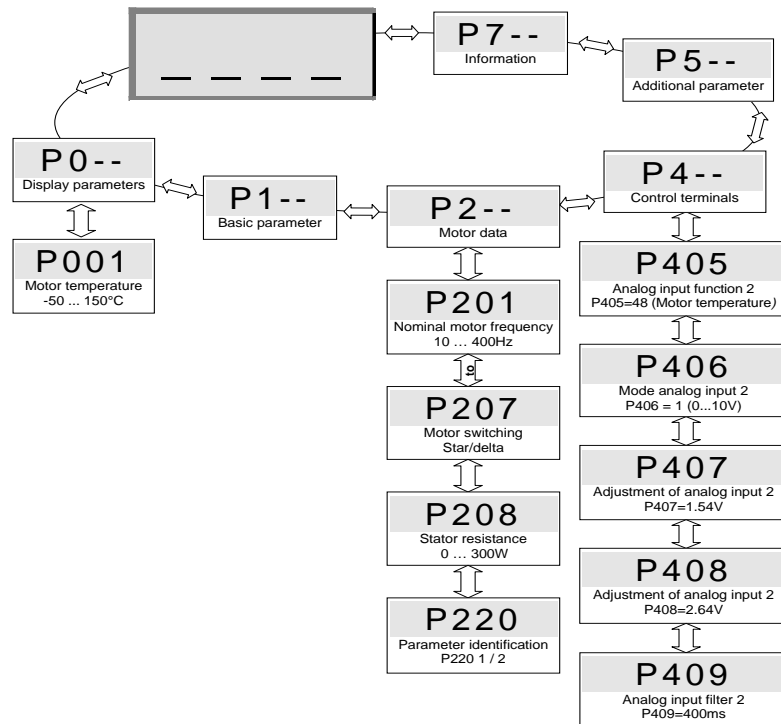 _ _ _ _
P7--
Information
P5--
Additional parameter
P0--
Display parameters
P1--
Basic parameter
P2--
Motor data
P4--
Control terminals
P001
Motor temperature
-50 ... 150°C
P201
Nominal motor frequency
10 ... 400Hz
to
P207
Motor switching
Star/delta
P208
Stator resistance
0 ... 300W
P220
Parameter identification
P220 1 / 2
P405
Analog input function 2
P405=48 (Motor temperature)
P406
Mode analog input 2
P406 = 1 (0...10V)
P407
Adjustment of analog input 2
P407=1.54V
P408
Adjustment of analog input 2
P408=2.64V
P409
Analog input filter 2
P409=400ms